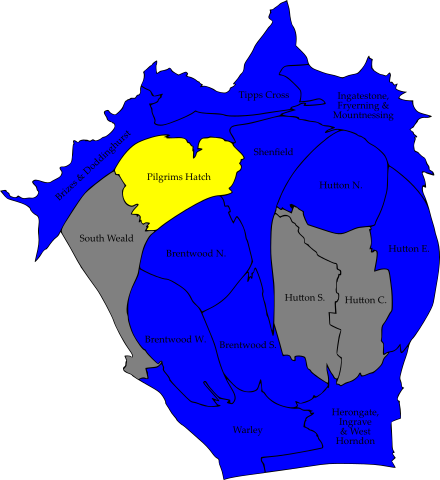 Tipps Cross
Ingatestone,
Fryerning &
Mountnessing
Brizes & Doddinghurst
Shenfield
Pilgrims Hatch
Hutton N.
South Weald
Hutton E.
Brentwood N.
Hutton S.
Hutton C.
Brentwood W.
Brentwood S.
Warley
Herongate,
Ingrave
& West
Horndon